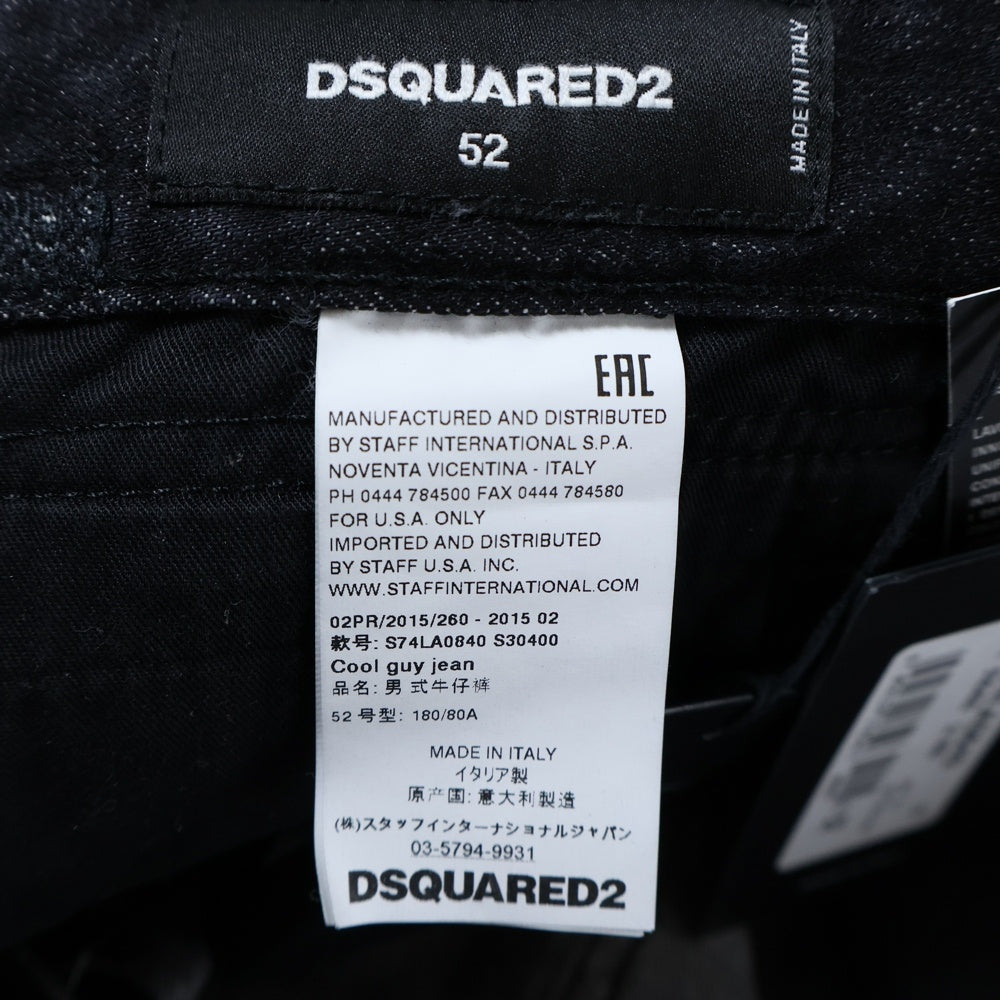 DSQUARED2
52
MADE IN ITALY
EAC
MANUFACTURED AND DISTRIBUTED
BY STAFF INTERNATIONAL S.P.A.
NOVENTA VICENTINA - ITALY
PH 0444 784500 FAX 0444 784580
FOR U.S.A. ONLY
IMPORTED AND DISTRIBUTED
BY STAFF U.S.A. INC.
WWW.STAFFINTERNATIONAL.COM
02PR/2015/260 - 2015 02
款号: S74LA0840 S30400
Cool guy jean
品名: 男 式牛仔裤
52 号型: 180/80A
MADE IN ITALY
イタリア製
原产国: 意大利製造
(株)スタッフインターナショナルジャパン
03-5794-9931
DSQUARED2